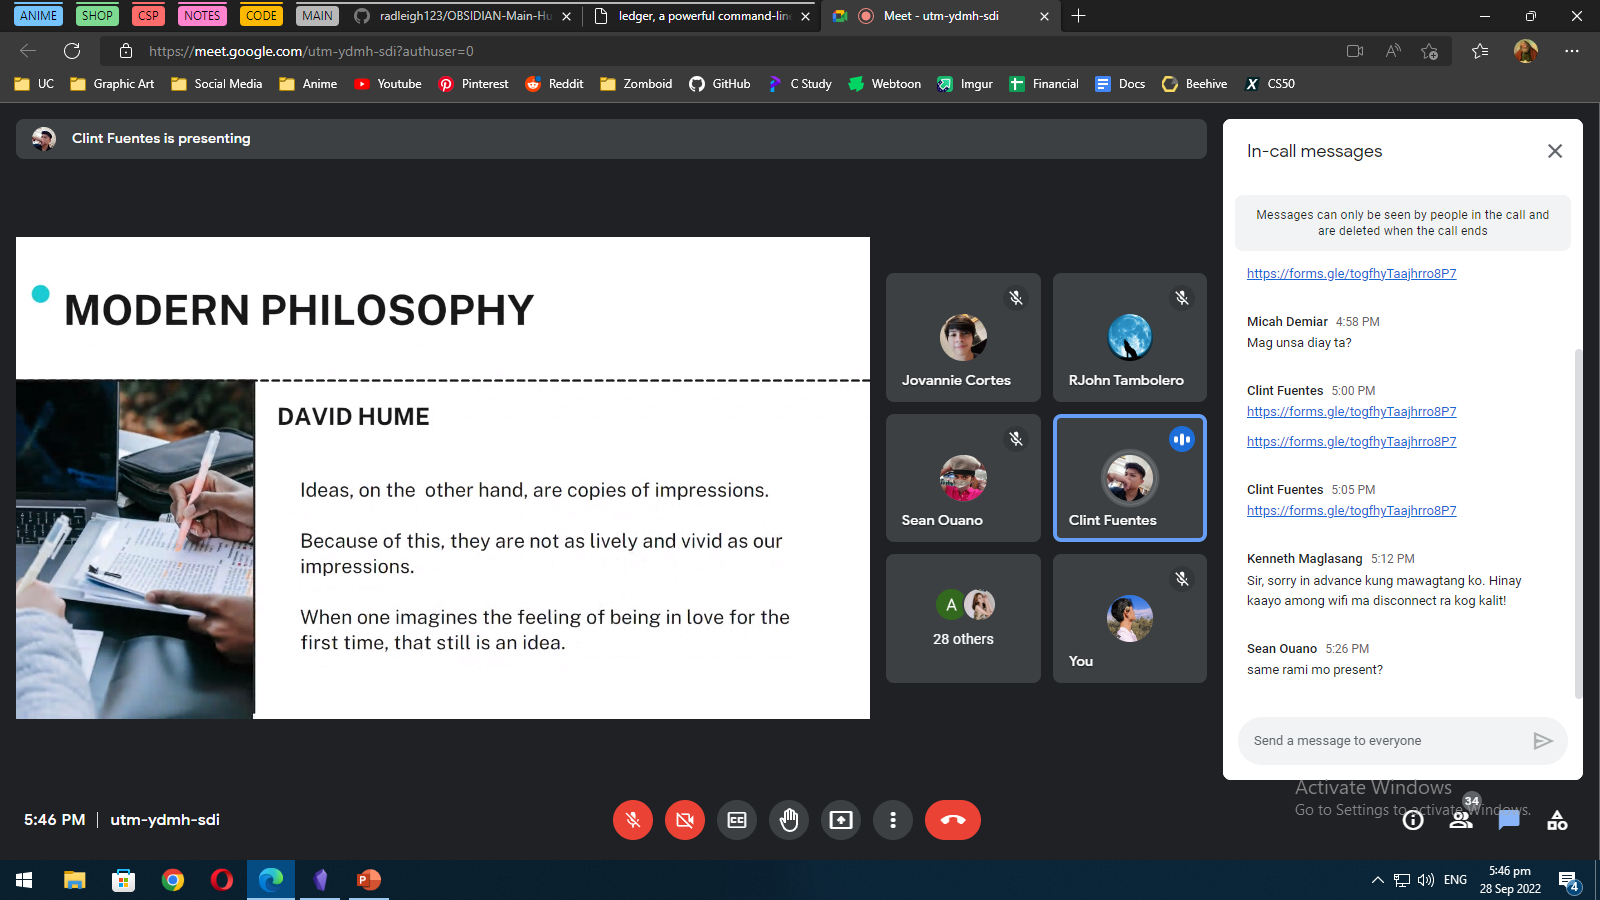 ANIME
SHOP
CSP
NOTES
CODE
MAIN
radleigh123/OBSIDIAN-Main-Hu
ledger, a powerful command-line
Meet - utm-ydmh-sdi
https://meet.google.com/utm-ydmh-sdi?authuser=0
UC
Graphic Art
Social Media
Anime
Youtube
Pinterest
Reddit
Zomboid
GitHub
C Study
Webtoon
Imgur
Financial
Docs
Beehive
CS50
Clint Fuentes is presenting
MODERN PHILOSOPHY
DAVID HUME
Ideas, on the other hand, are copies of impressions.
Because of this, they are not as lively and vivid as our
impressions.
When one imagines the feeling of being in love for the
first time, that still is an idea.
Jovannie Cortes
RJohn Tambolero
Sean Ouano
Clint Fuentes
A
28 others
You
In-call messages
Messages can only be seen by people in the call and
are deleted when the call ends
https://forms.gle/togfhyTaajhrro8P7
Micah Demiar 4:58 PM
Mag unsa diay ta?
Clint Fuentes 5:00 PM
https://forms.gle/togfhyTaajhrro8P7
https://forms.gle/togfhyTaajhrro8P7
Clint Fuentes 5:05 PM
https://forms.gle/togfhyTaajhrro8P7
Kenneth Maglasang 5:12 PM
Sir, sorry in advance kung mawagtang ko. Hinay
kaayo among wifi ma disconnect ra kog kalit!
Sean Ouano 5:26 PM
same rami mo present?
Send a message to everyone
Activate Windows
Go to Settings to activate Windows.
34
5:46 PM | utm-ydmh-sdi
ENG
5:46 pm
28 Sep 2022
4